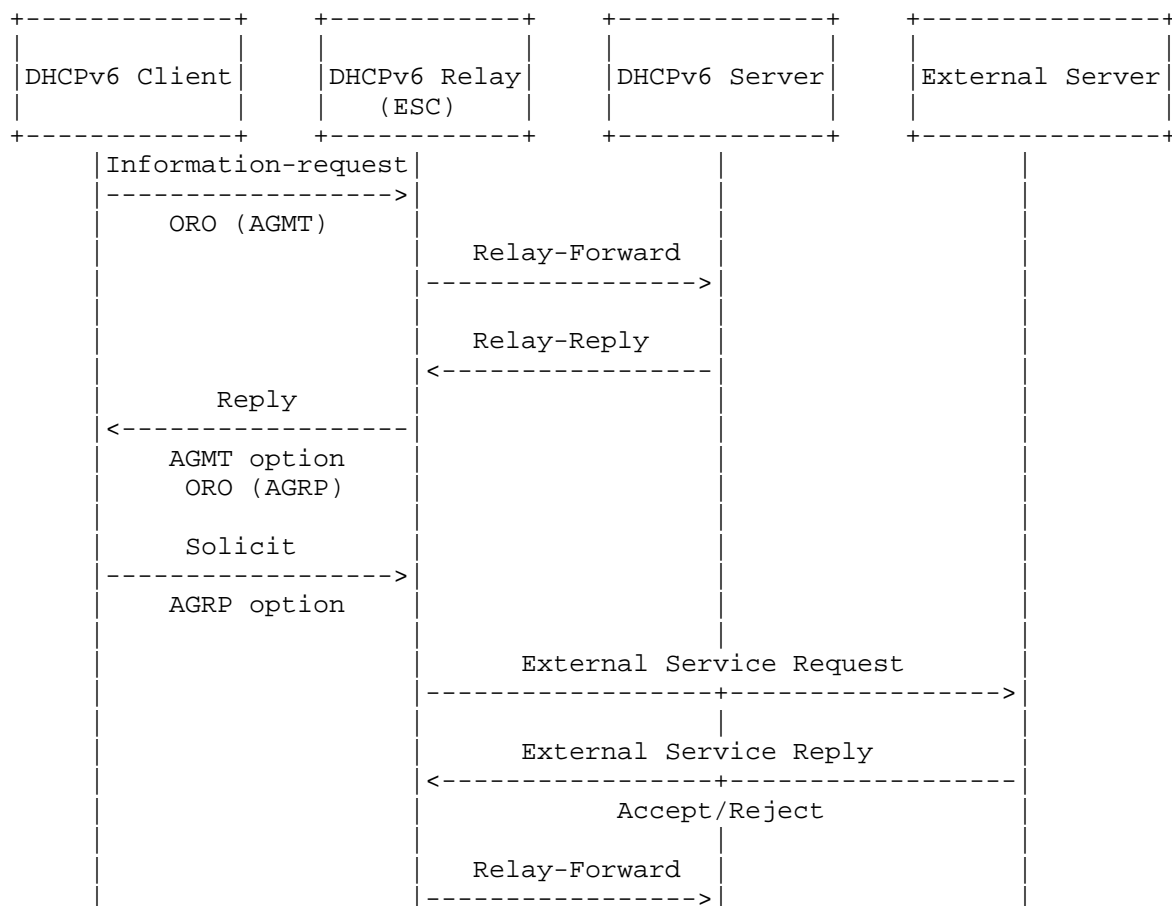 DHCPv6 Client DHCPv6 Relay DHCPv6 Server External Server
(ESC)
Information-request
ORO (AGMT)
Relay-Forward
Relay-Reply
Reply
AGMT option
ORO (AGRP)
Solicit
AGRP option
External Service Request
External Service Reply
Accept/Reject
Relay-Forward